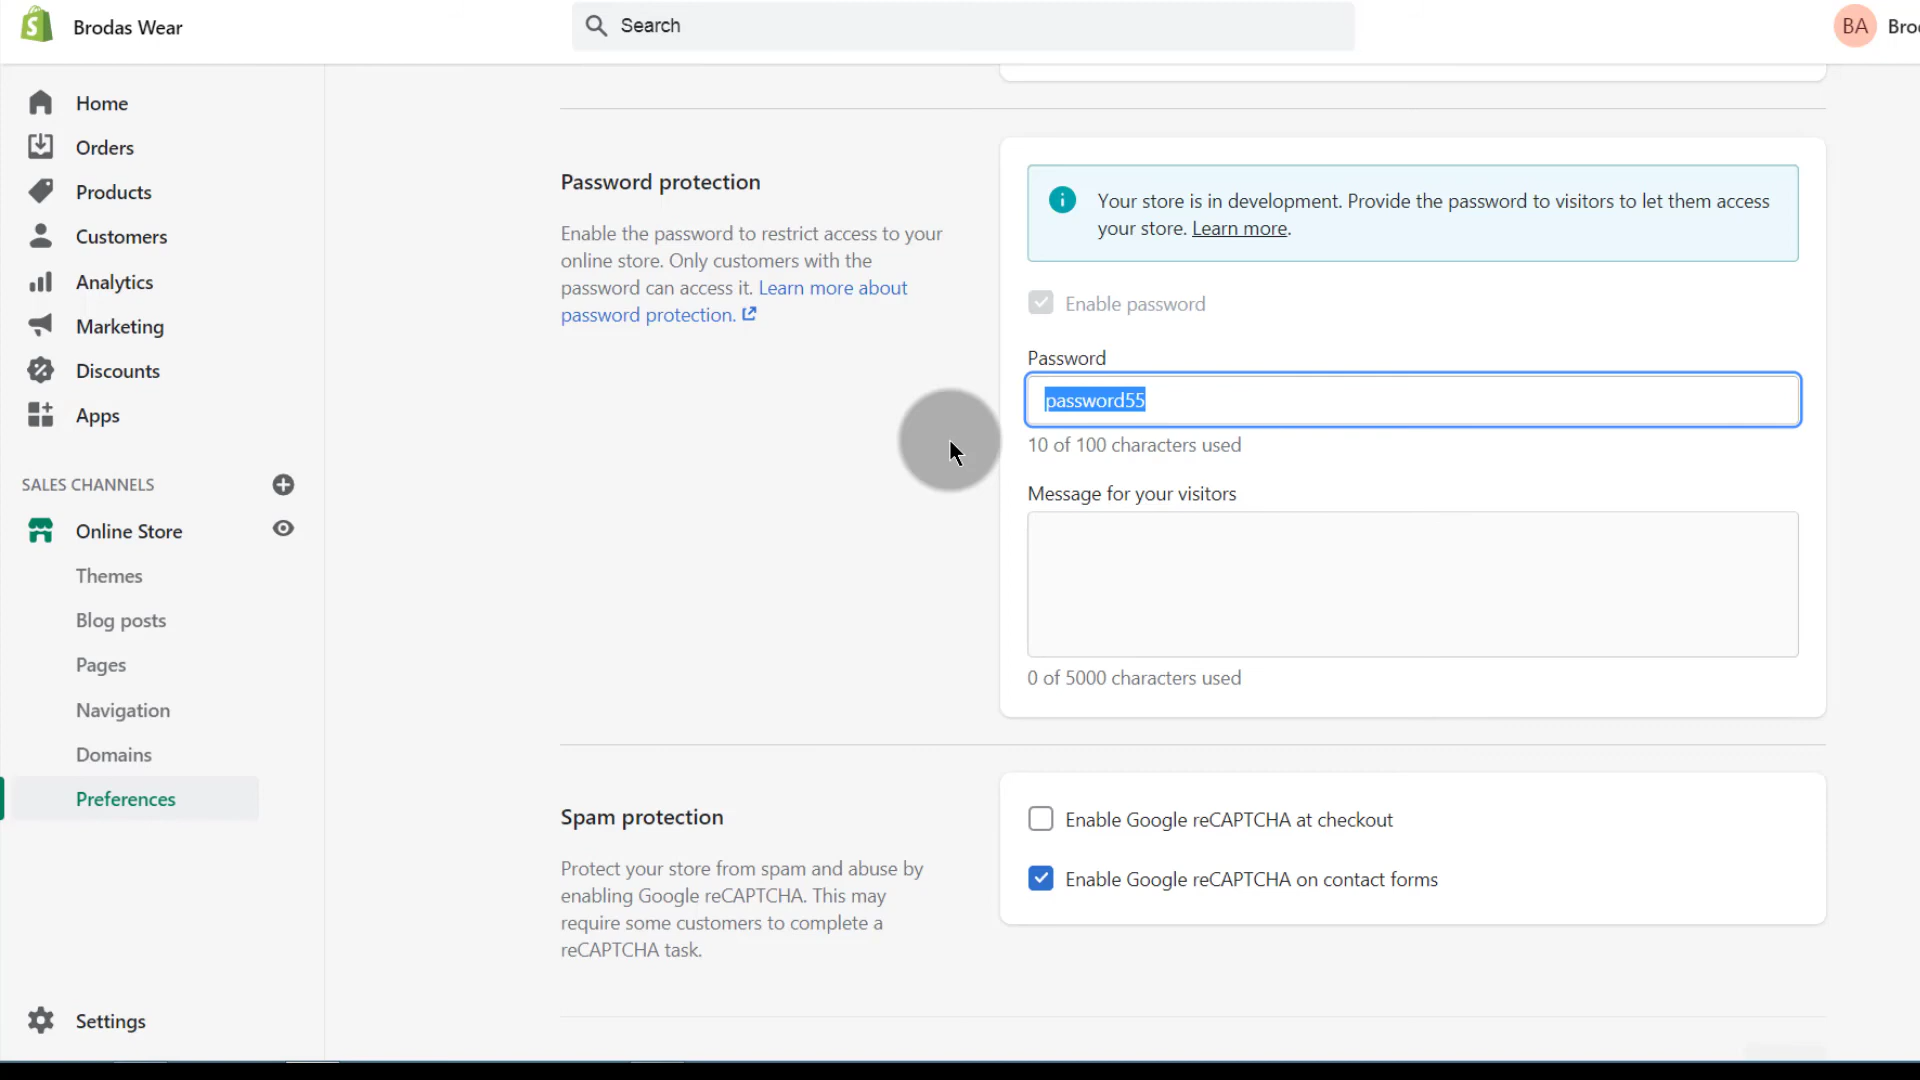 Brodas Wear
Search
BA
Home
Orders
Products
Customers
Analytics
Marketing
Discounts
Apps
SALES CHANNELS
Online Store
Themes
Blog posts
Pages
Navigation
Domains
Preferences
Settings
Password protection
Enable the password to restrict access to your
online store. Only customers with the
password can access it. Learn more about
password protection.
Your store is in development. Provide the password to visitors to let them access
your store. Learn more.
Enable password
Password
password55
10 of 100 characters used
Message for your visitors
0 of 5000 characters used
Spam protection
Protect your store from spam and abuse by
enabling Google reCAPTCHA. This may
require some customers to complete a
reCAPTCHA task.
Enable Google reCAPTCHA at checkout
Enable Google reCAPTCHA on contact forms